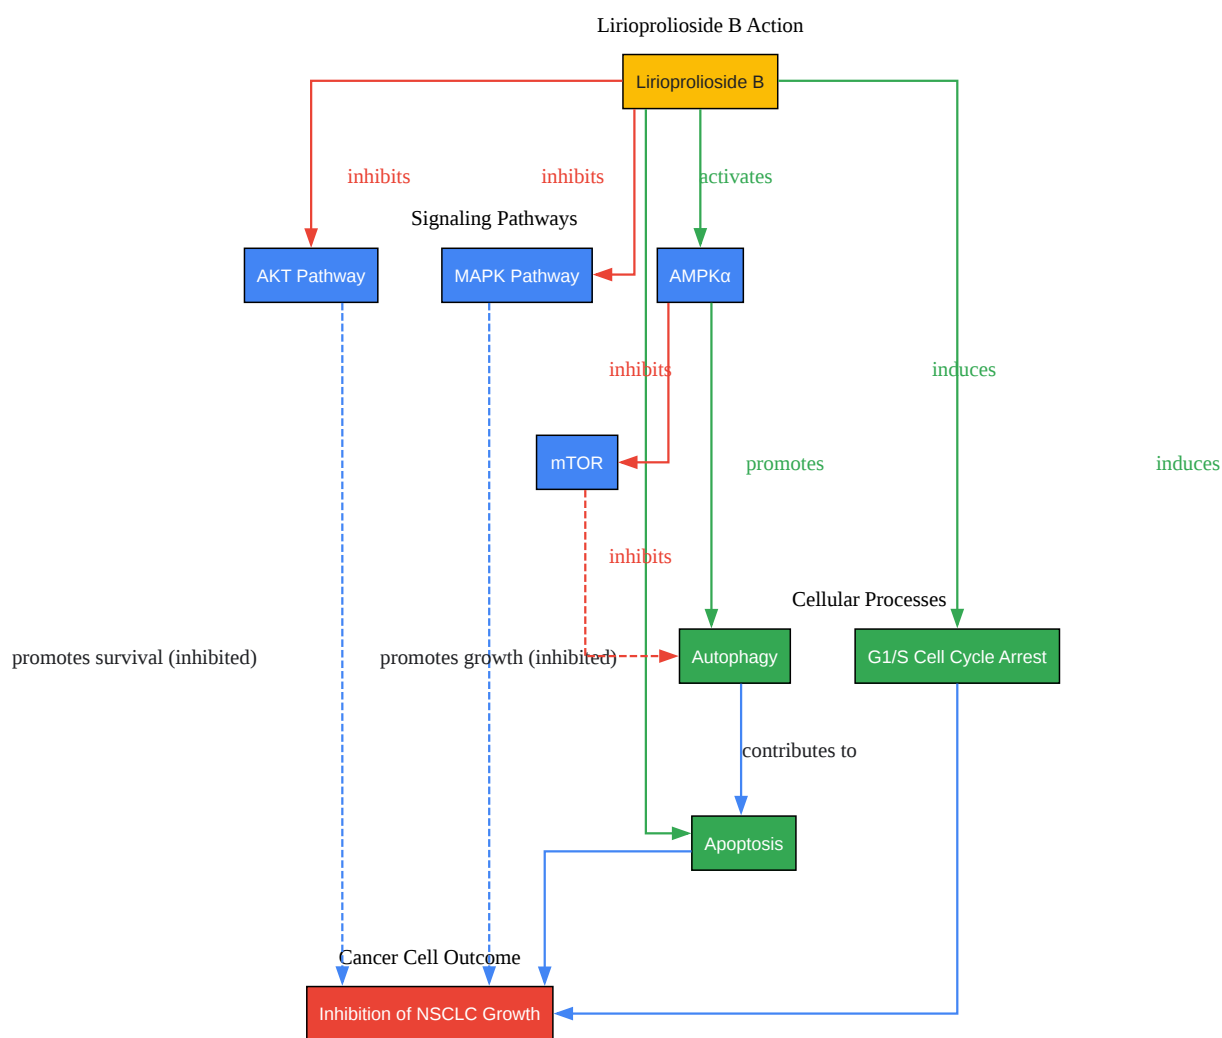 Lirioprolioside B Action
Lirioprolioside B
inhibits
inhibits
activates
Signaling Pathways
AKT Pathway
MAPK Pathway
AMPKα
inhibits
induces
mTOR
promotes
induces
inhibits
Cellular Processes
promotes survival (inhibited)
promotes growth (inhibited)
Autophagy
G1/S Cell Cycle Arrest
contributes to
Apoptosis
Cancer Cell Outcome
Inhibition of NSCLC Growth